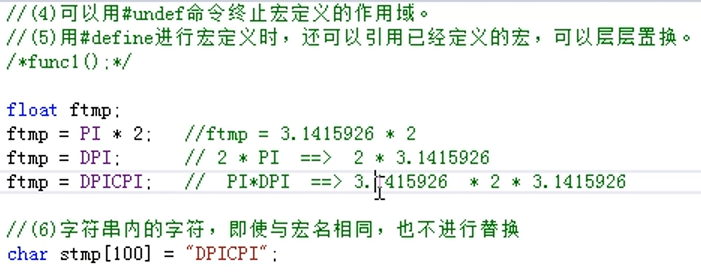 //(4)可以用#undef命令终止宏定义的作用域。
//(5)用#define进行宏定义时，还可以引用已经定义的宏，可以层层置换。
/*func1();*/
float ftmp;
ftmp = PI * 2;   //ftmp = 3.1415926 * 2
ftmp = DPI;      // 2 * PI  ==>  2 * 3.1415926
ftmp = DPICPI;   //  PI*DPI  ==> 3.1415926  * 2 * 3.1415926
//(6)字符串内的字符，即使与宏名相同，也不进行替换
char stmp[100] = "DPICPI";